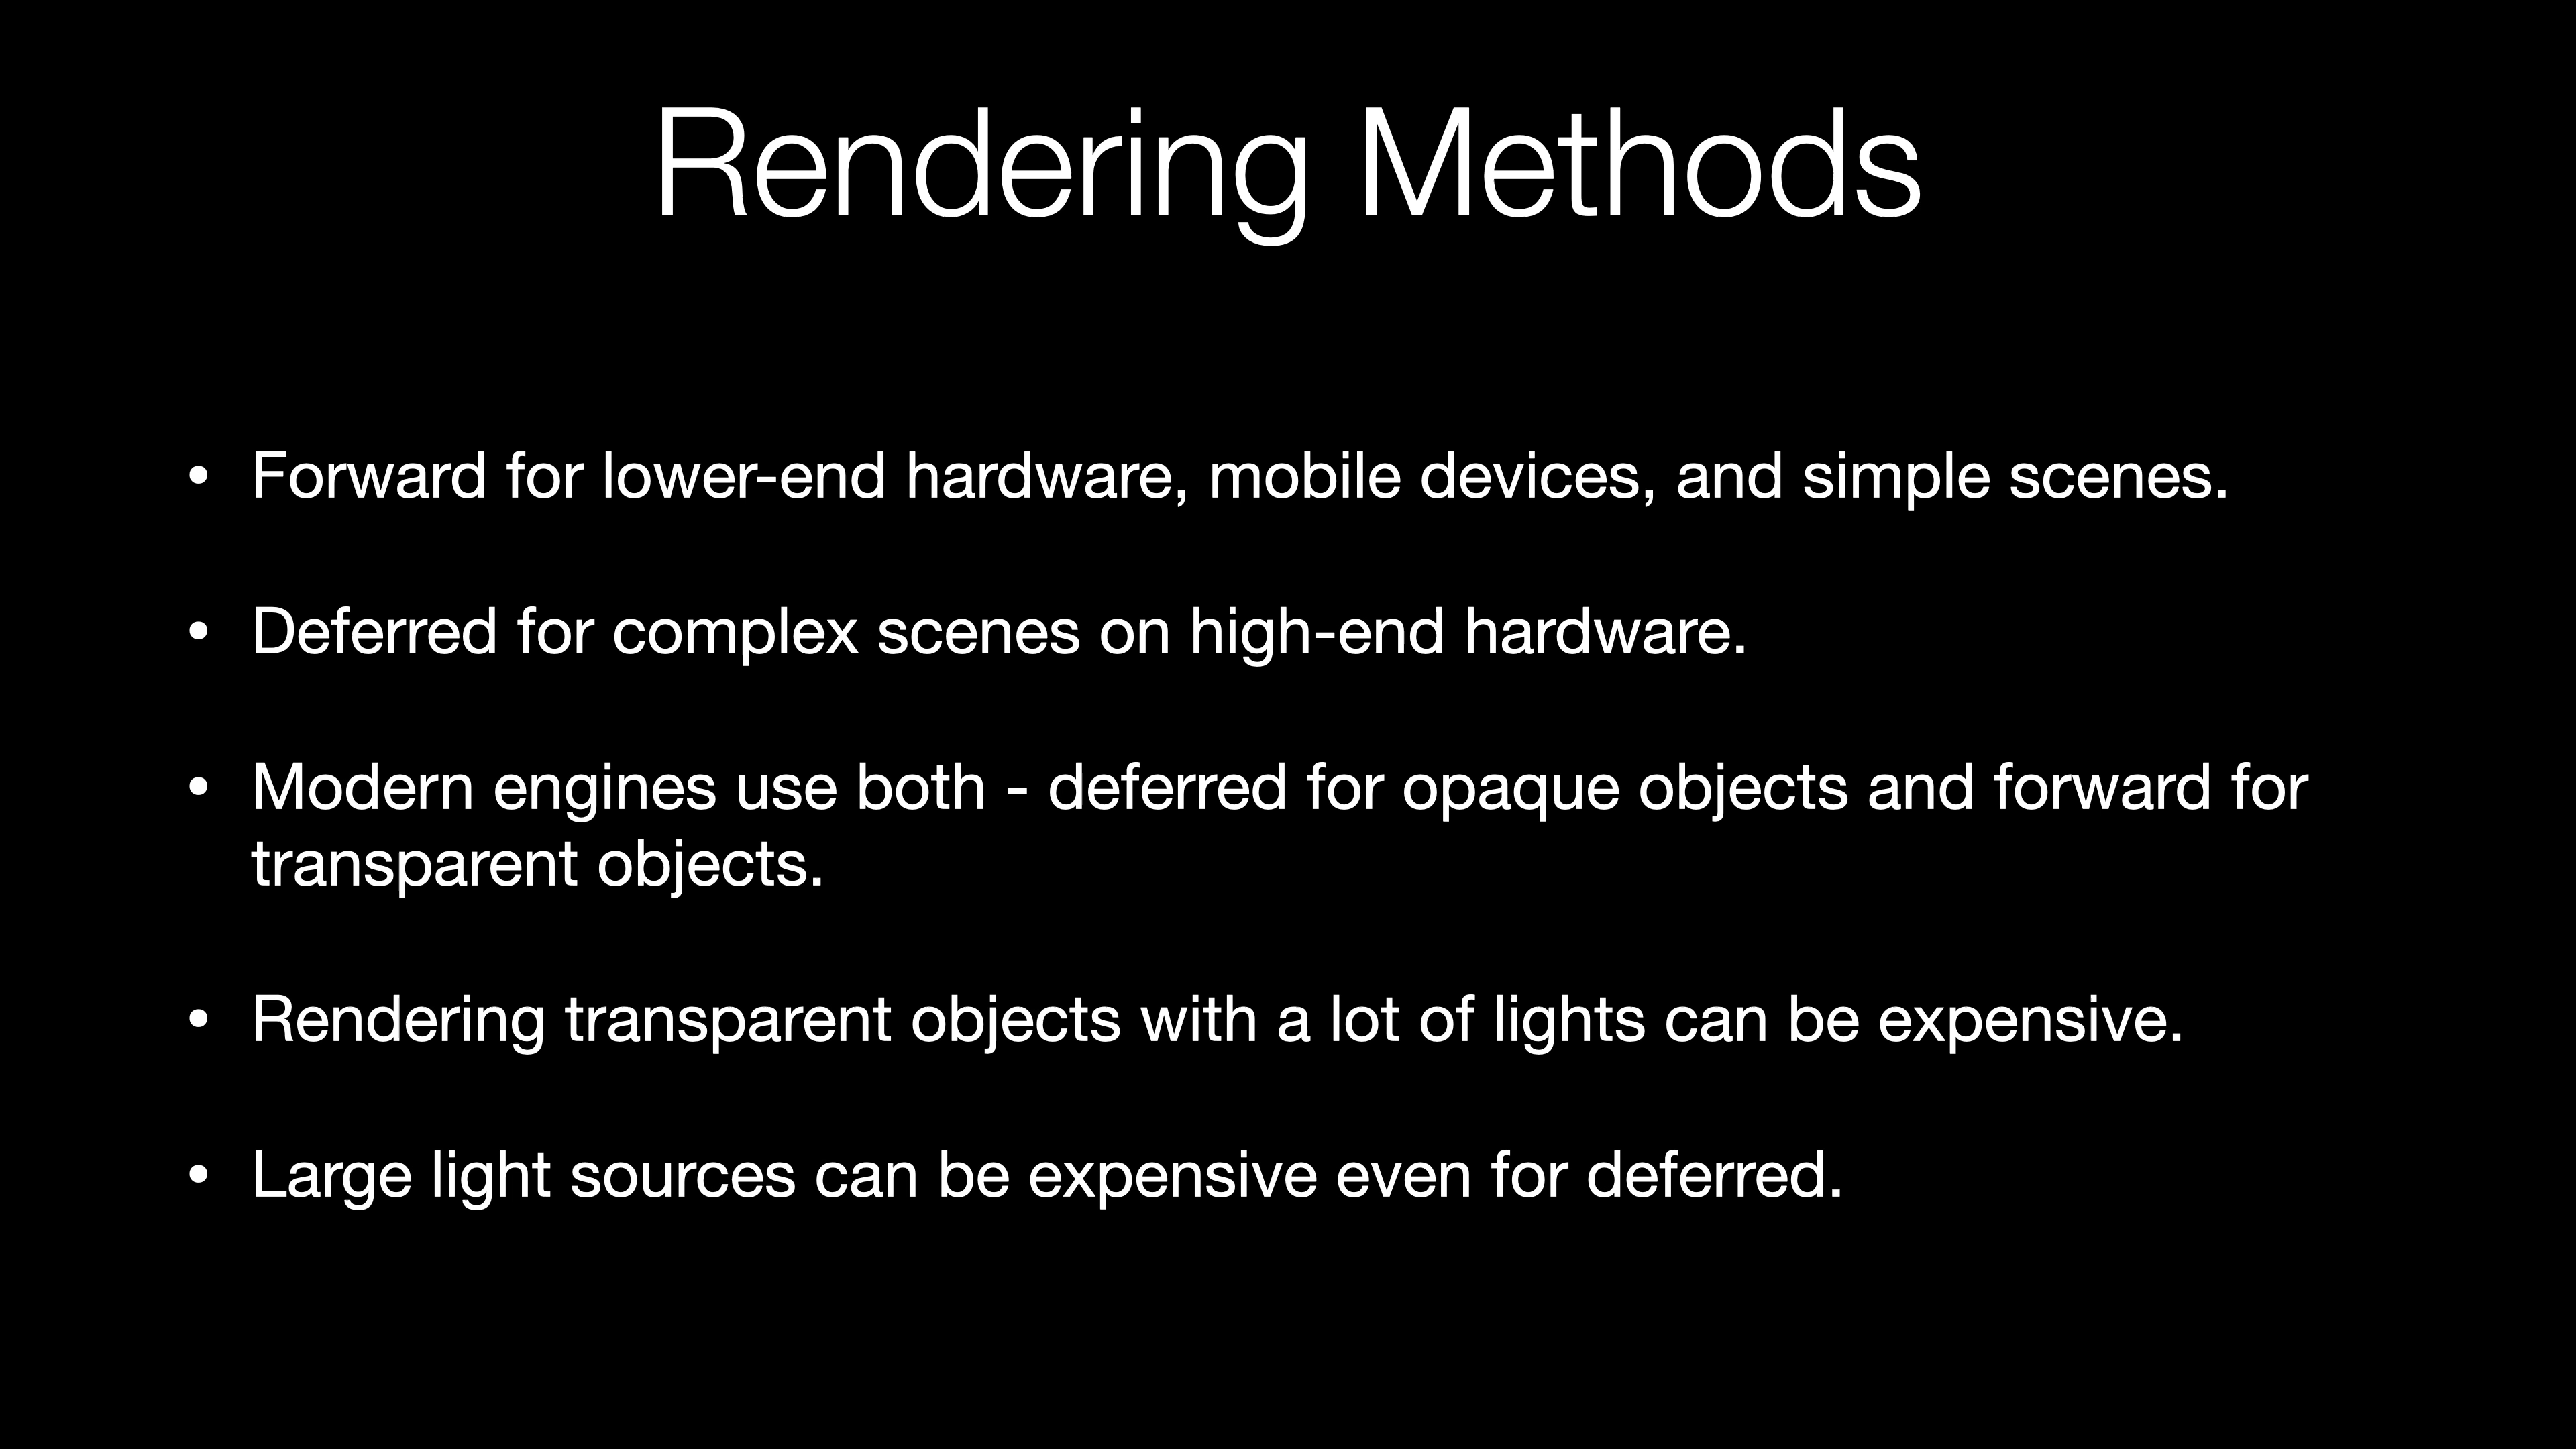 Rendering Methods
• Forward for lower-end hardware, mobile devices, and simple scenes.
• Deferred for complex scenes on high-end hardware.
• Modern engines use both - deferred for opaque objects and forward for
transparent objects.
• Rendering transparent objects with a lot of lights can be expensive.
• Large light sources can be expensive even for deferred.